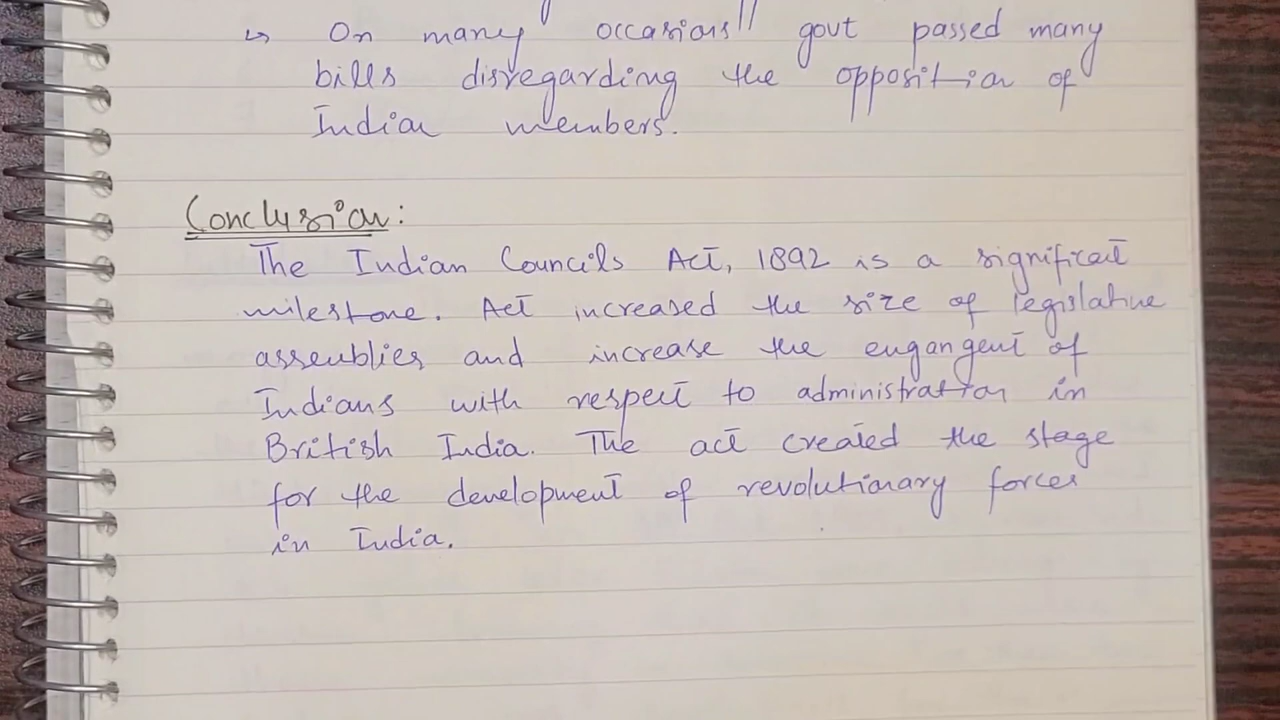 ↳ On many occasions govt passed many
bills disregarding the opposition of
Indian members.
Conclusion:
The Indian Councils Act, 1892 is a significant
milestone. Act increased the size of legislative
assemblies and increase the engangent of
Indians with respect to administration in
British India. The act created the stage
for the development of revolutionary forces
in India.